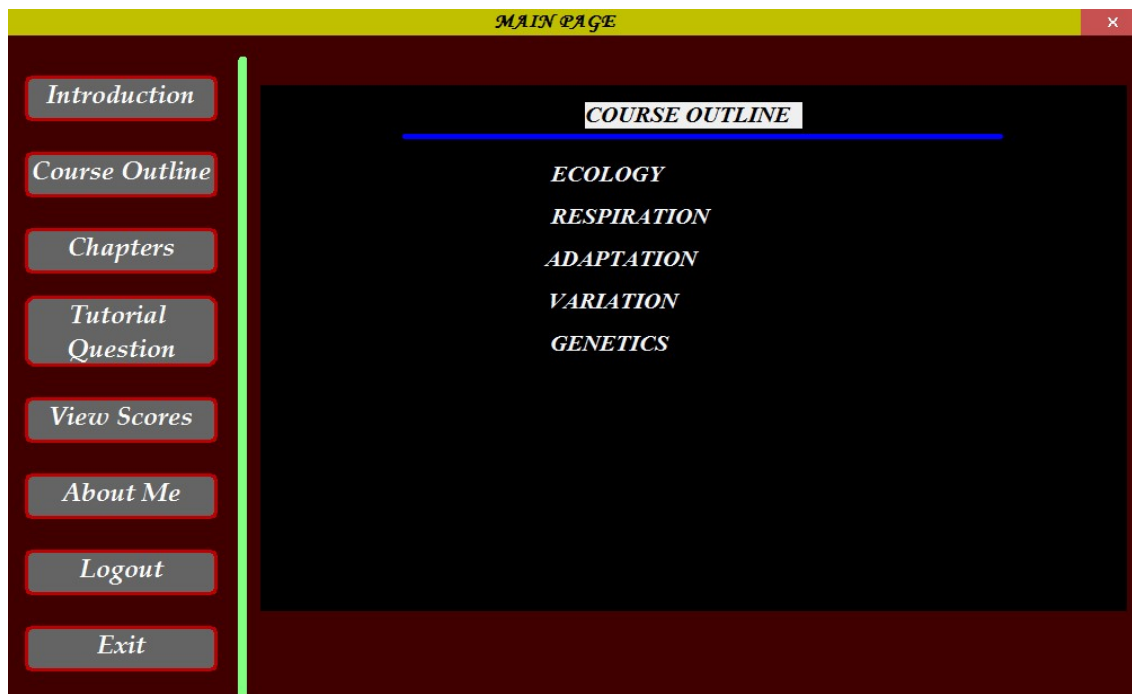 MAIN PAGE
Introduction
Course Outline
Chapters
Tutorial
Question
View Scores
About Me
Logout
Exit
COURSE OUTLINE
ECOLOGY
RESPIRATION
ADAPTATION
VARIATION
GENETICS